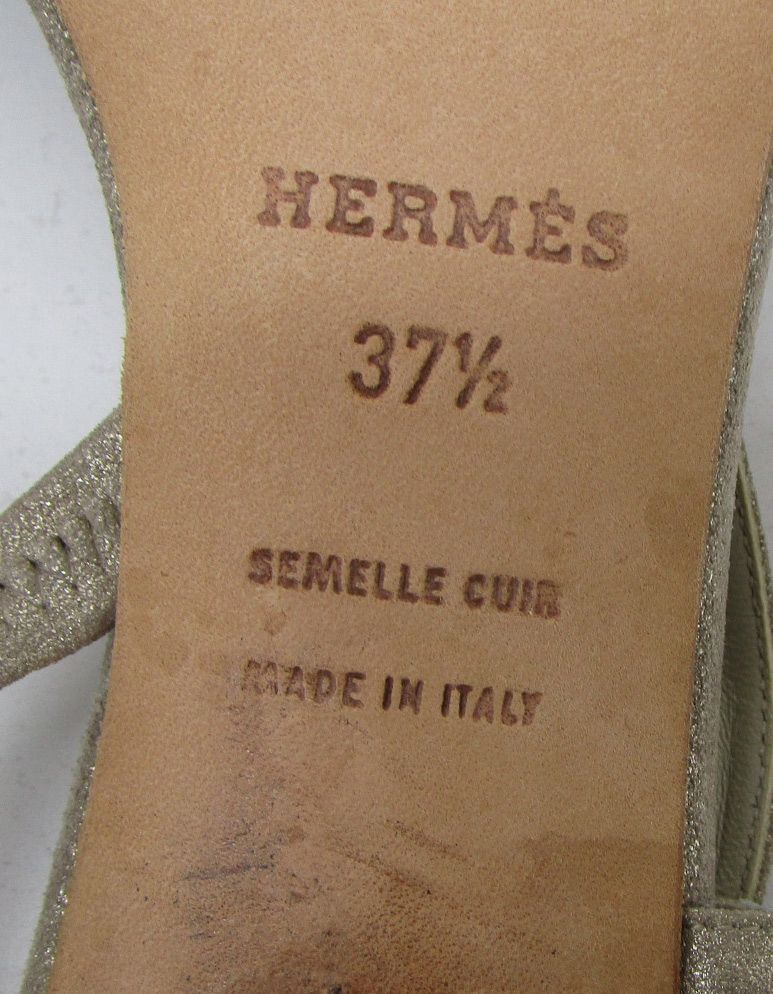 HERMÈS
37½
SEMELLE CUIR
MADE IN ITALY